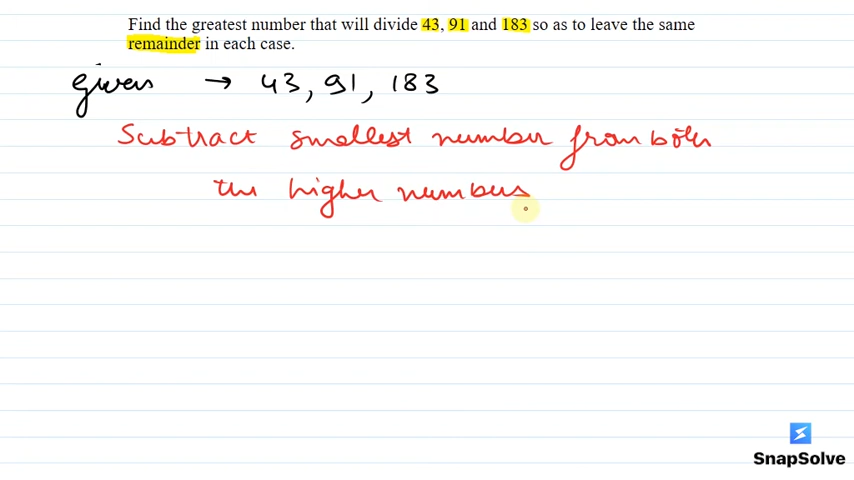 Find the greatest number that will divide 43, 91 and 183 so as to leave the same
remainder in each case.
given → 43, 91, 183
Subtract smallest number from both
the higher numbers
SnapSolve